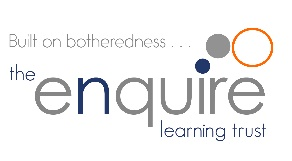 Built on botheredness . . .
the
enquire
learning trust